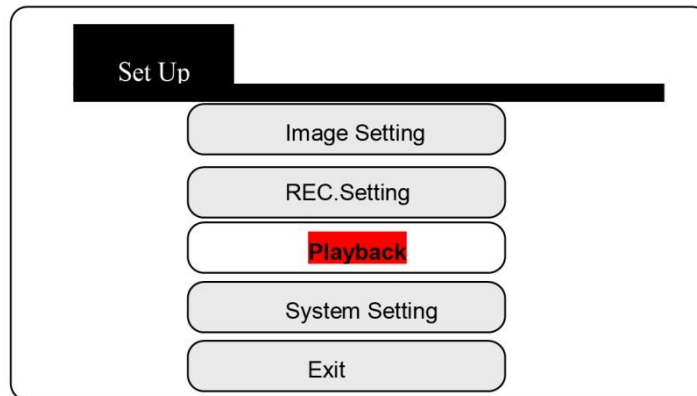 Set Up
Image Setting
REC.Setting
Playback
System Setting
Exit